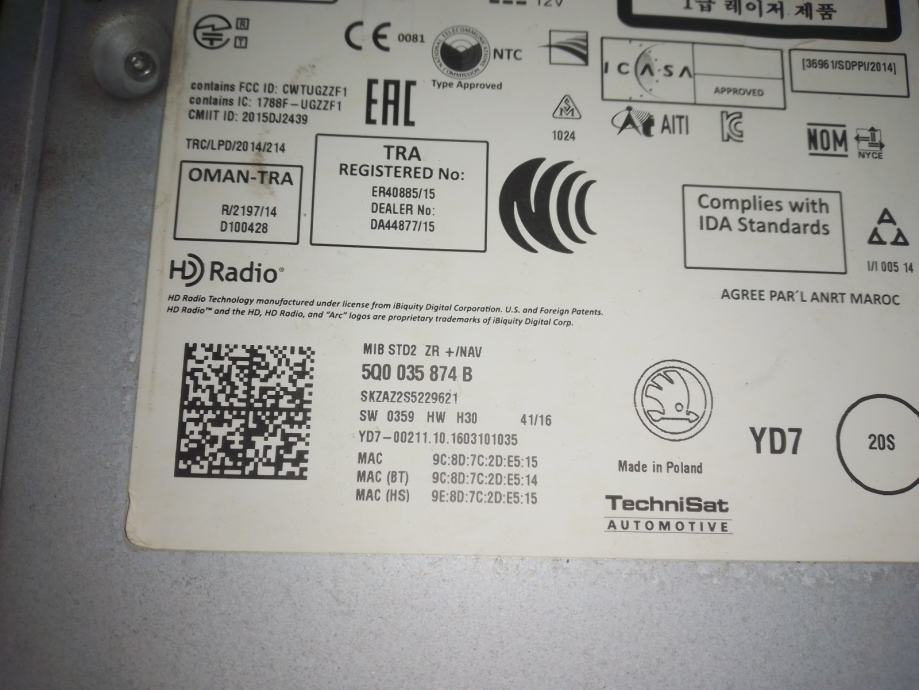 12V
1급 레이저 제품
R
T
CE 0081
NTC
Type Approved
ICASA
APPROVED
[36961/SDPPI/2014]
contains FCC ID: CWTUGZZF1
contains IC: 1788F-UGZZF1
CMIIT ID: 2015DJ2439
EAC
1024
AITI
NOM
NYCE
TRC/LPD/2014/214
OMAN-TRA
R/2197/14
D100428
TRA
REGISTERED No:
ER40885/15
DEALER No:
DA44877/15
Complies with
IDA Standards
I/I 005 14
AGREE PAR´L ANRT MAROC
HD Radio®
HD Radio Technology manufactured under license from iBiquity Digital Corporation. U.S. and Foreign Patents.
HD Radio™ and the HD, HD Radio, and “Arc” logos are proprietary trademarks of iBiquity Digital Corp.
MIB STD2 ZR +/NAV
5Q0 035 874 B
SKZAZ2S5229621
SW 0359 HW H30 41/16
YD7-00211.10.1603101035
MAC 9C:8D:7C:2D:E5:15
MAC (BT) 9C:8D:7C:2D:E5:14
MAC (HS) 9E:8D:7C:2D:E5:15
Made in Poland
TechniSat
AUTOMOTIVE
YD7
20S